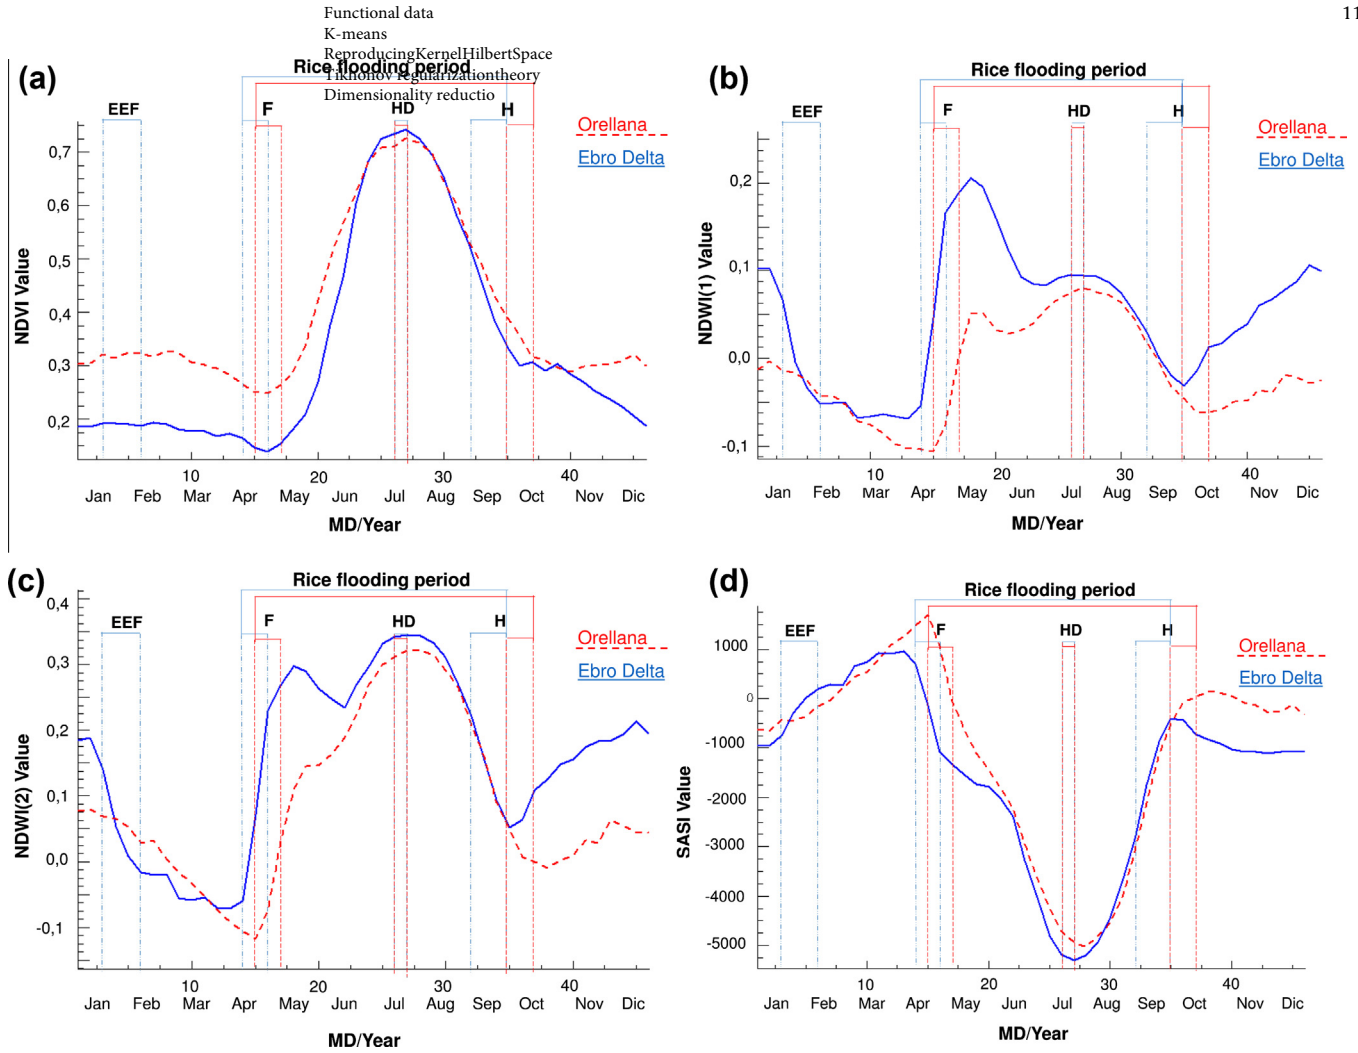 Functional data
11
K-means
ReproducingKernelHilbertSpace
Tikhonov regularizationtheory
Dimensionality reductio
(a)
Rice flooding period
EEF
F
HD
H
Orellana
Ebro Delta
NDVI Value
0,7
0,6
0,5
0,4
0,3
0,2
10
20
30
40
Jan Feb Mar Apr May Jun Jul Aug Sep Oct Nov Dic
MD/Year
(b)
Rice flooding period
F
HD
H
Orellana
Ebro Delta
NDWI(1) Value
0,2
0,1
0,0
-0,1
10
20
30
40
Jan Feb Mar Apr May Jun Jul Aug Sep Oct Nov Dic
MD/Year
(c)
Rice flooding period
EEF
F
HD
H
Orellana
Ebro Delta
NDWI(2) Value
0,4
0,3
0,2
0,1
0,0
-0,1
10
20
30
40
Jan Feb Mar Apr May Jun Jul Aug Sep Oct Nov Dic
MD/Year
(d)
Rice flooding period
EEF
F
HD
H
Orellana
Ebro Delta
SASI Value
1000
0
-1000
-2000
-3000
-4000
-5000
10
20
30
40
Jan Feb Mar Apr May Jun Jul Aug Sep Oct Nov Dic
MD/Year